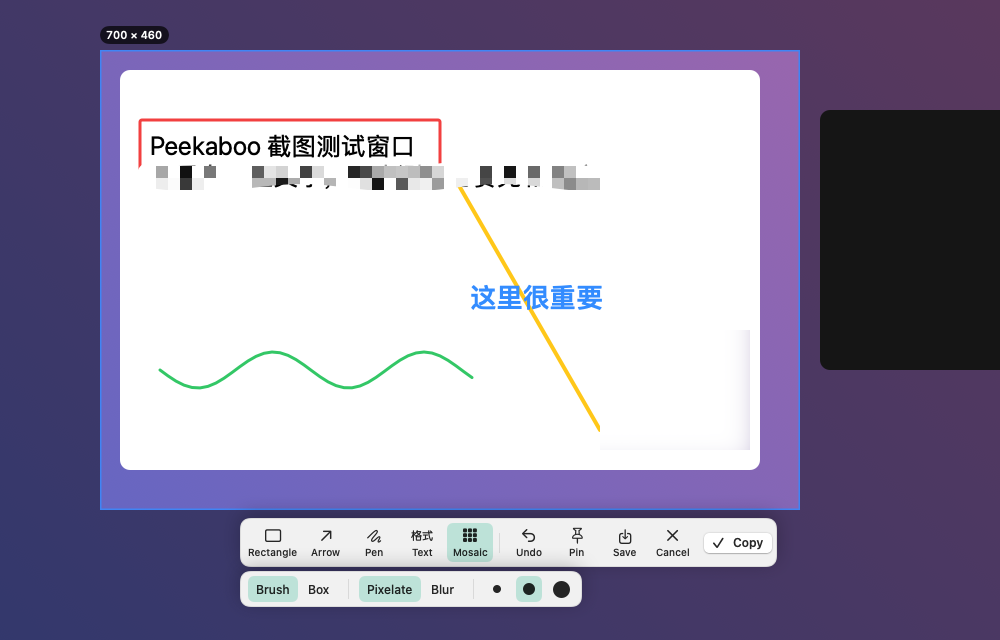 700 × 460
Peekaboo 截图测试窗口
这里很重要
Rectangle Arrow Pen 格式 Text Mosaic Undo Pin Save Cancel Copy
Brush Box Pixelate Blur